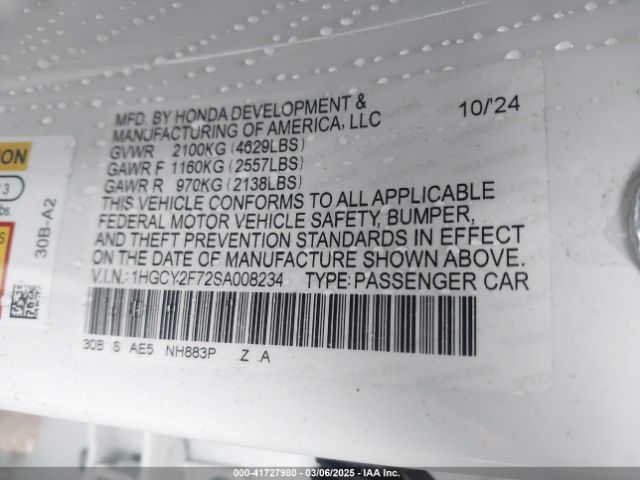 MFD. BY HONDA DEVELOPMENT & 10/'24
MANUFACTURING OF AMERICA, LLC
GVWR 2100KG (4629LBS)
GAWR F 1160KG (2557LBS)
GAWR R 970KG (2138LBS)
THIS VEHICLE CONFORMS TO ALL APPLICABLE
FEDERAL MOTOR VEHICLE SAFETY, BUMPER,
AND THEFT PREVENTION STANDARDS IN EFFECT
ON THE DATE OF MANUFACTURE SHOWN ABOVE.
V.I.N.: 1HGCY2F72SA008234 TYPE: PASSENGER CAR
30B S AE5 NH883P Z A
30B-A2
000-41727980 - 03/06/2025 - IAA Inc.